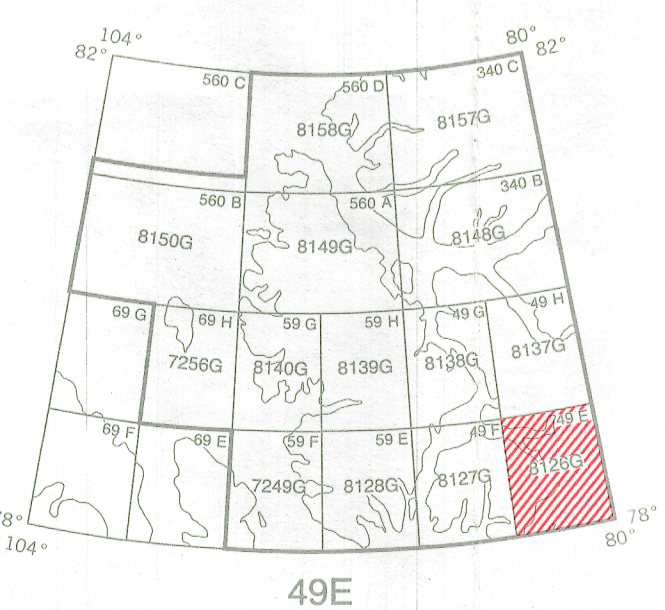 104°
82°
80°
82°
560 C
560 D
340 C
8158G
8157G
560 B
560 A
340 B
8150G
8149G
8148G
69 G
69 H
59 G
59 H
49 G
49 H
7256G
8140G
8139G
8138G
8137G
69 F
69 E
59 F
59 E
49 F
49 E
7249G
8128G
8127G
8126G
78°
104°
78°
80°
49E